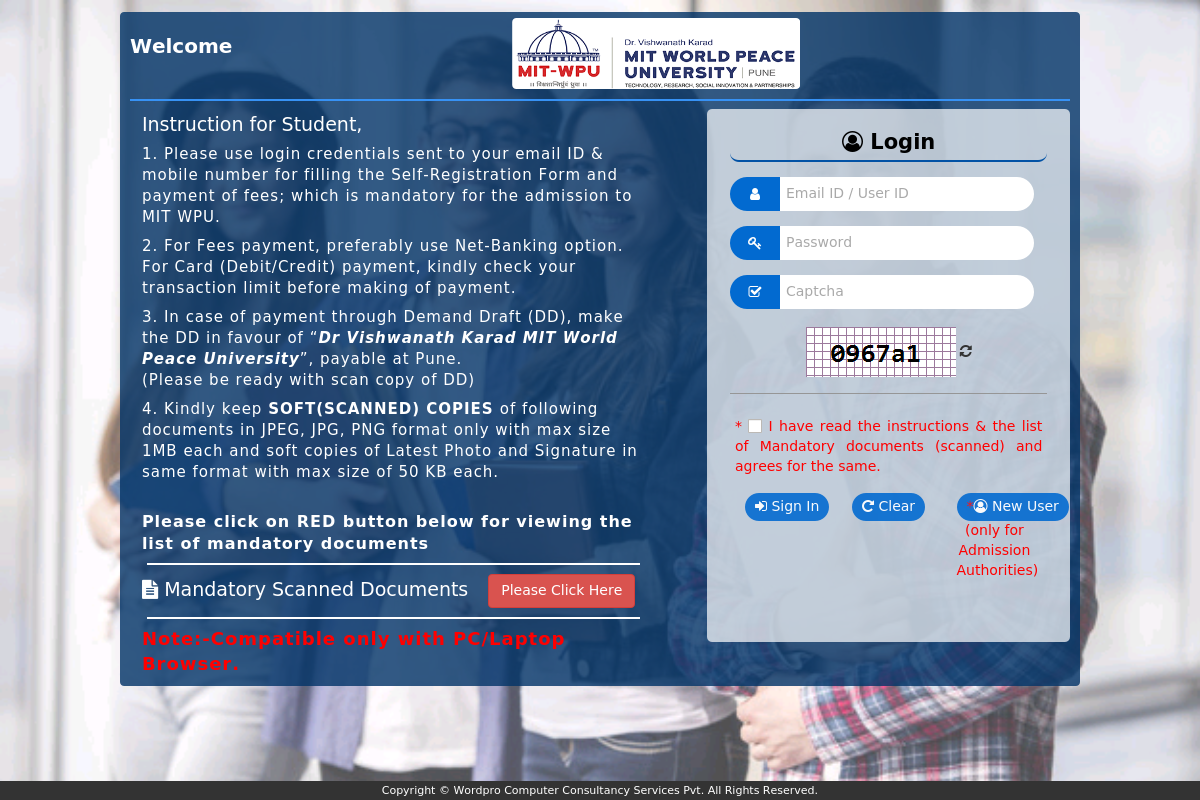 Welcome
MIT-WPU
™
॥ विश्वशान्तिर्ध्रुवं ध्रुवा ॥
Dr. Vishwanath Karad
MIT WORLD PEACE
UNIVERSITY | PUNE
TECHNOLOGY, RESEARCH, SOCIAL INNOVATION & PARTNERSHIPS
Instruction for Student,
1. Please use login credentials sent to your email ID &
mobile number for filling the Self-Registration Form and
payment of fees; which is mandatory for the admission to
MIT WPU.
2. For Fees payment, preferably use Net-Banking option.
For Card (Debit/Credit) payment, kindly check your
transaction limit before making of payment.
3. In case of payment through Demand Draft (DD), make
the DD in favour of “Dr Vishwanath Karad MIT World
Peace University”, payable at Pune.
(Please be ready with scan copy of DD)
4. Kindly keep SOFT(SCANNED) COPIES of following
documents in JPEG, JPG, PNG format only with max size
1MB each and soft copies of Latest Photo and Signature in
same format with max size of 50 KB each.
Please click on RED button below for viewing the
list of mandatory documents
Mandatory Scanned Documents
Please Click Here
Note:-Compatible only with PC/Laptop
Browser.
Login
Email ID / User ID
Password
Captcha
0967a1
* I have read the instructions & the list
of Mandatory documents (scanned) and
agrees for the same.
Sign In
Clear
* New User
(only for
Admission
Authorities)
Copyright © Wordpro Computer Consultancy Services Pvt. All Rights Reserved.